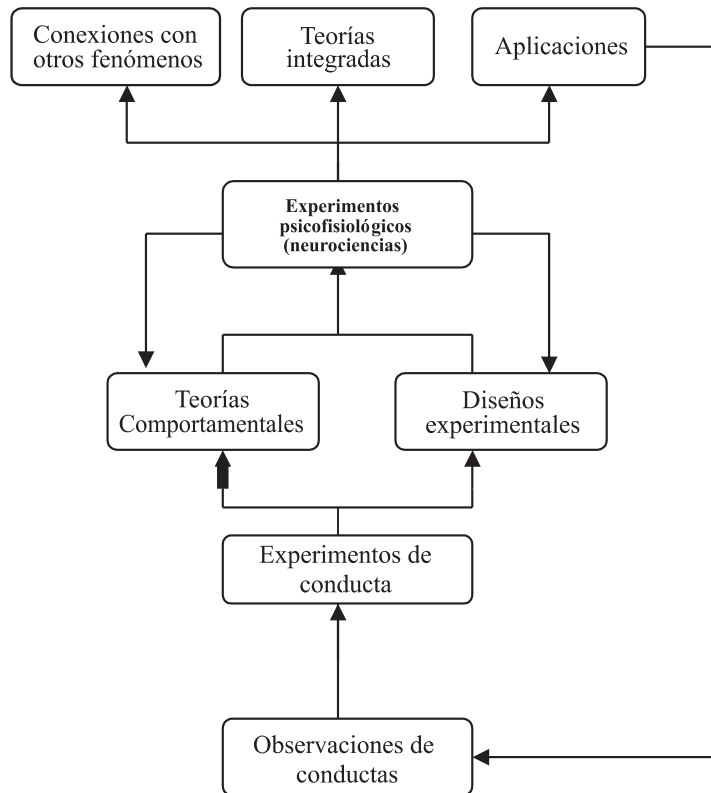 Conexiones con
otros fenómenos
Teorías
integradas
Aplicaciones
Experimentos
psicofisiológicos
(neurociencias)
Teorías
Comportamentales
Diseños
experimentales
Experimentos de
conducta
Observaciones de
conductas